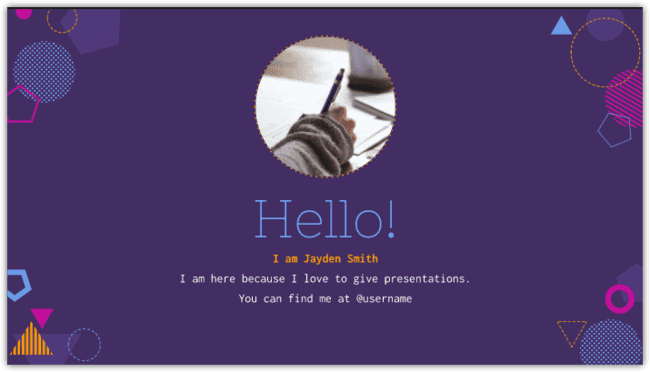 Hello!
I am Jayden Smith
I am here because I love to give presentations.
You can find me at @username